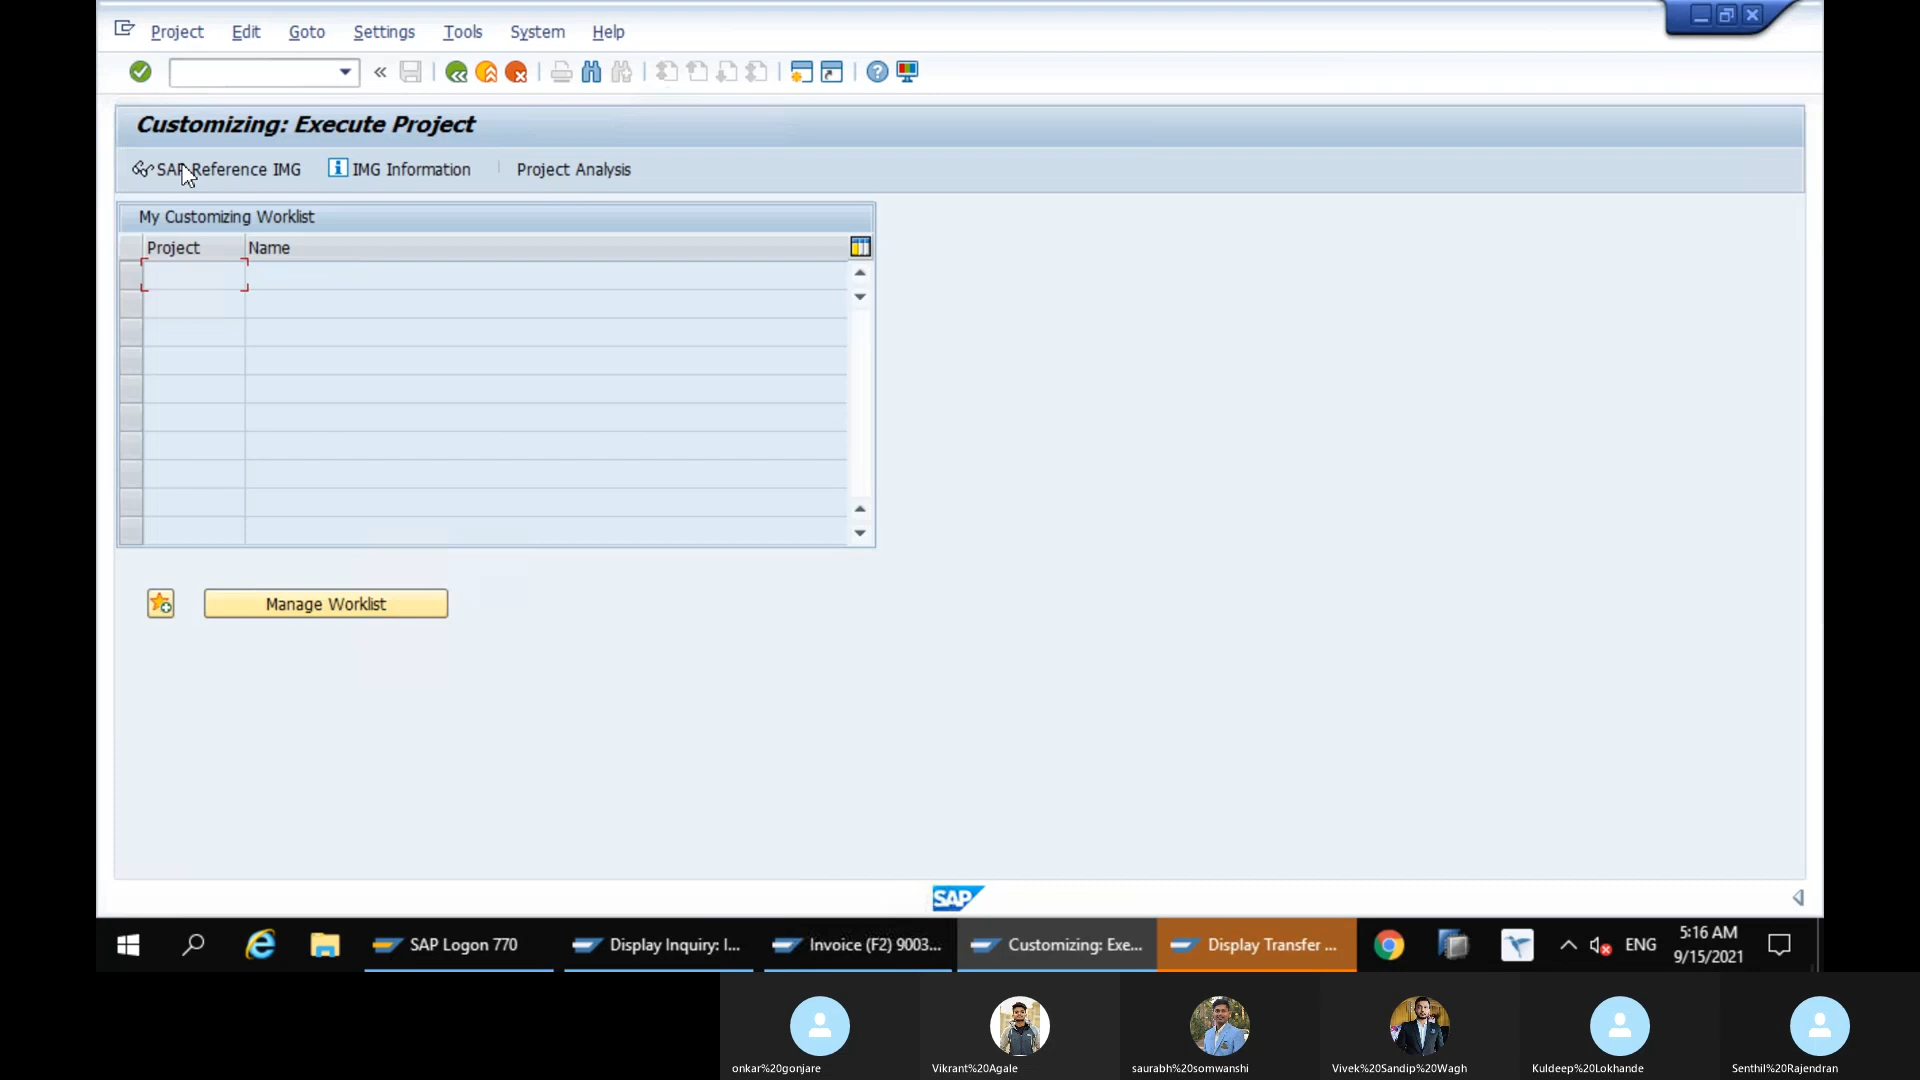 Project Edit Goto Settings Tools System Help
Customizing: Execute Project
SAP Reference IMG IMG Information Project Analysis
My Customizing Worklist
Project Name
Manage Worklist
SAP
SAP Logon 770 Display Inquiry: I... Invoice (F2) 9003... Customizing: Exe... Display Transfer ... ENG 5:16 AM
9/15/2021
onkar%20gonjare Vikrant%20Agale saurabh%20somwanshi Vivek%20Sandip%20Wagh Kuldeep%20Lokhande Senthil%20Rajendran